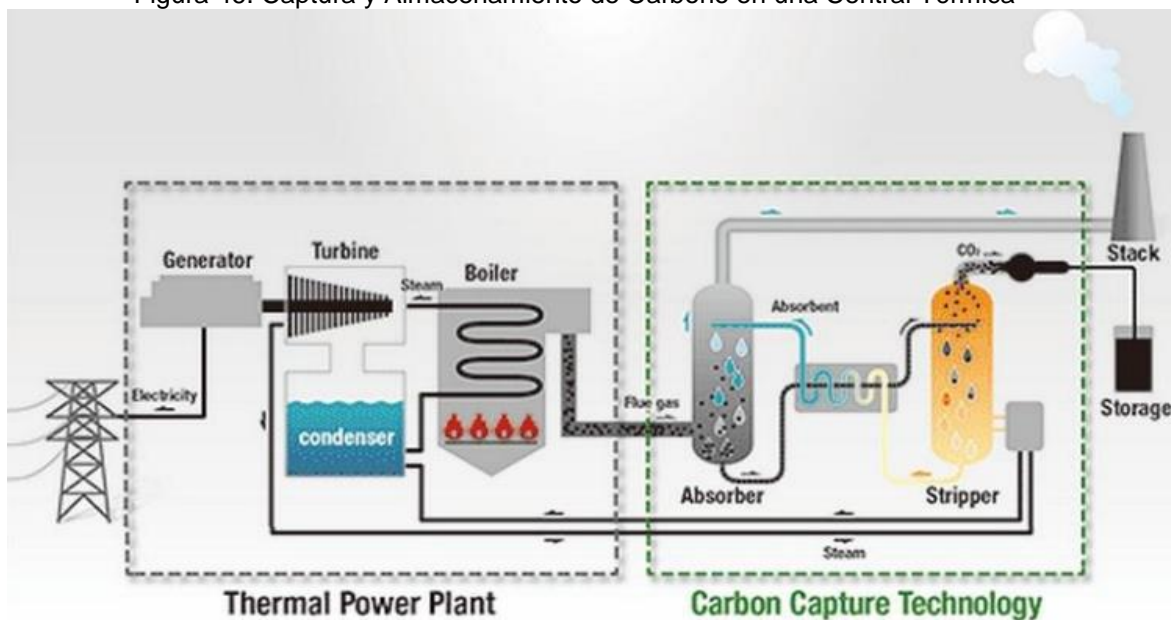 Figura
Captura y Almacenamiento de Carbono en una Central Térmica
Generator
Turbine
Steam
Boiler
Electricity
condenser
Flue gas
Absorbent
CO₂
Stack
Storage
Absorber
Stripper
Steam
Thermal Power Plant
Carbon Capture Technology